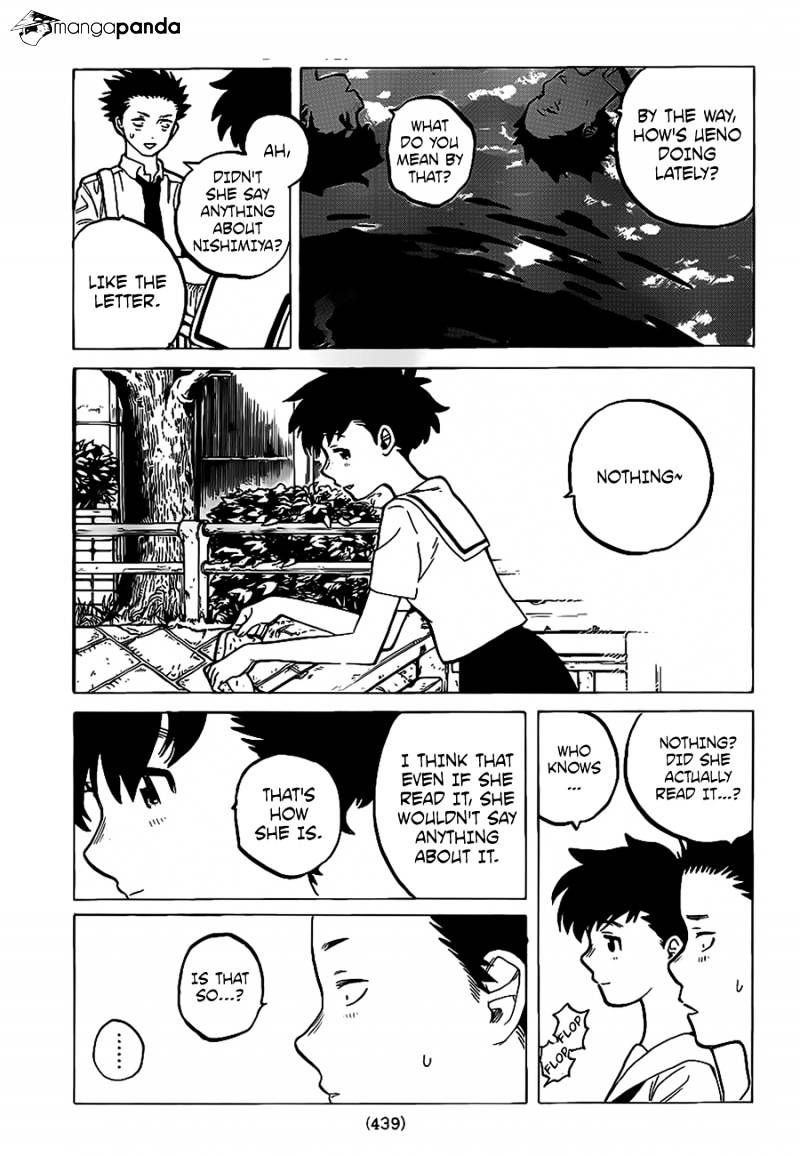 mangapanda
BY THE WAY,
HOW'S UENO
DOING
LATELY?
WHAT
DO YOU
MEAN BY
THAT?
AH,
DIDN'T
SHE SAY
ANYTHING
ABOUT
NISHIMIYA?
LIKE THE
LETTER.
NOTHING~
NOTHING?
DID SHE
ACTUALLY
READ IT...?
WHO
KNOWS
...
FLOP
FLOP
I THINK THAT
EVEN IF SHE
READ IT, SHE
WOULDN'T SAY
ANYTHING
ABOUT IT.
THAT'S
HOW
SHE IS.
IS THAT
SO...?
......
(439)